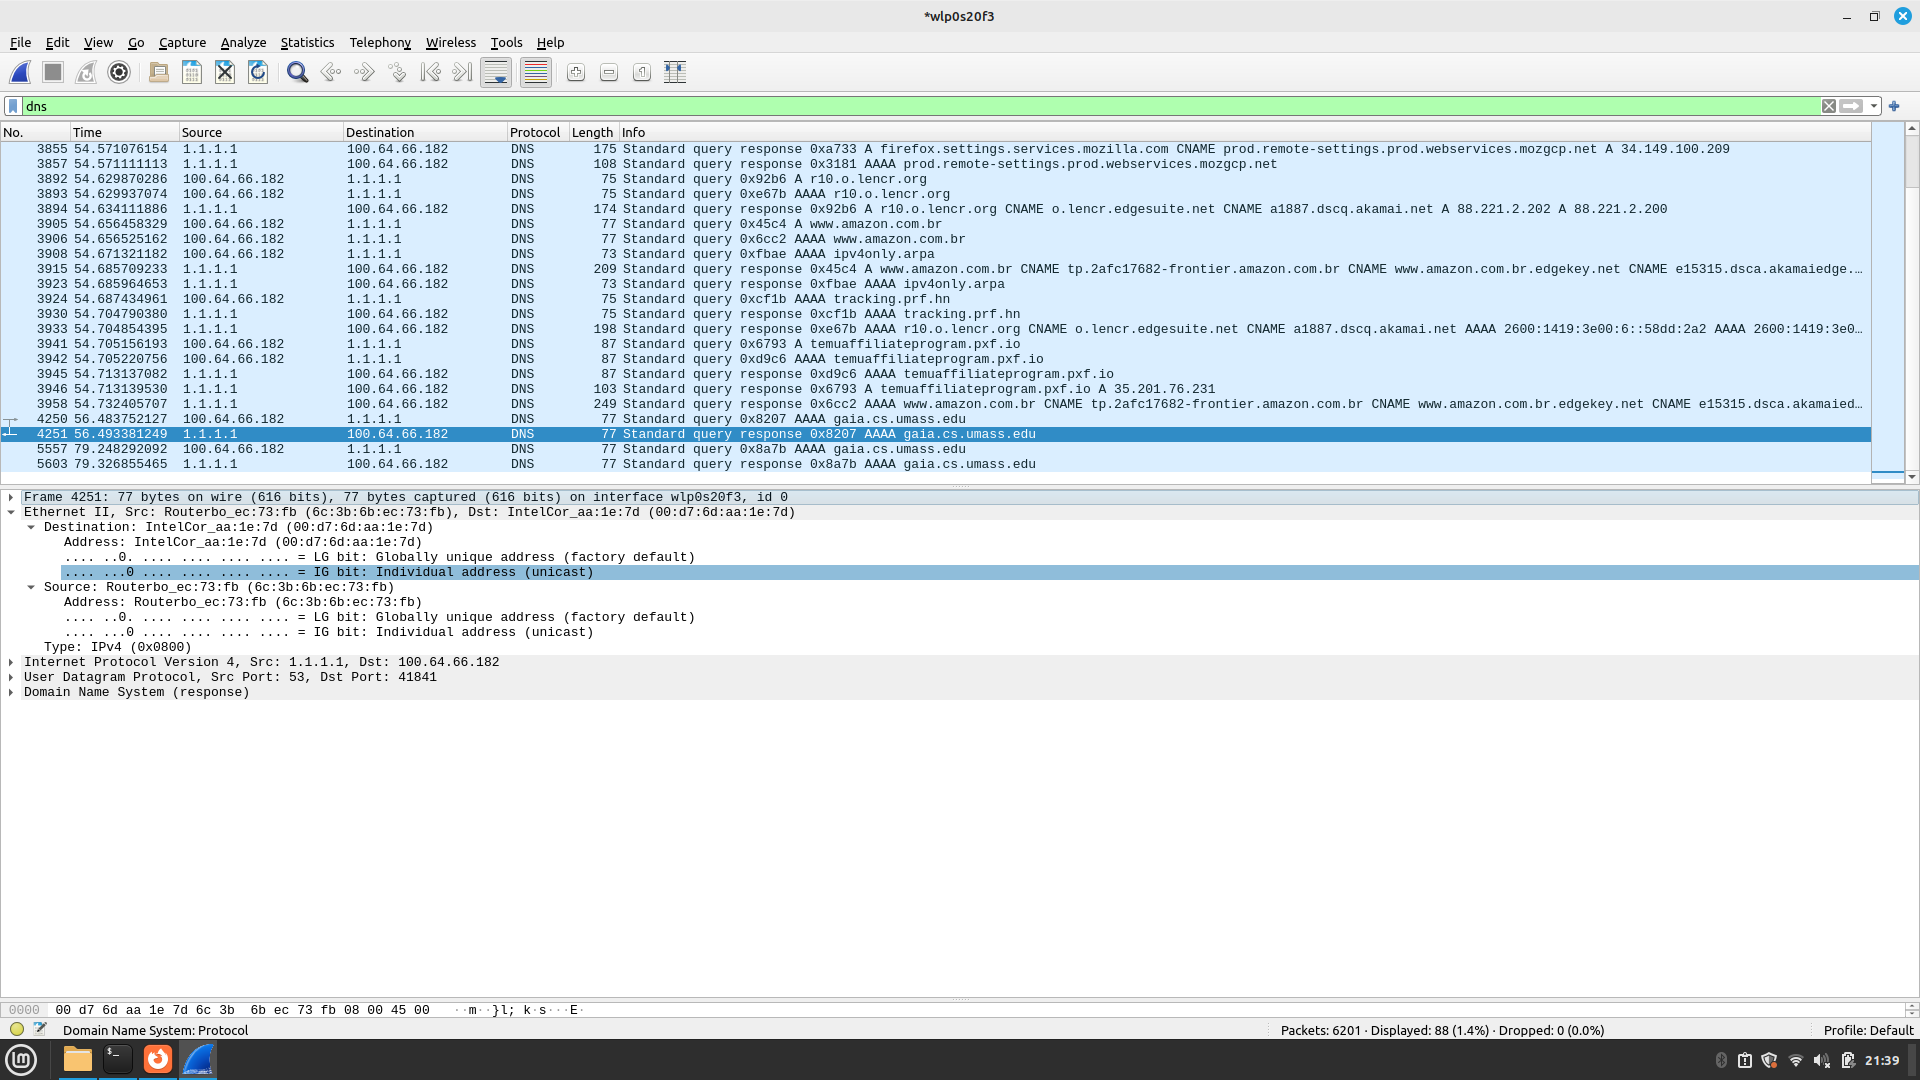 *wlp0s20f3
File Edit View Go Capture Analyze Statistics Telephony Wireless Tools Help
dns
No. Time Source Destination Protocol Length Info
3855 54.571076154 1.1.1.1 100.64.66.182 DNS 175 Standard query response 0xa733 A firefox.settings.services.mozilla.com CNAME prod.remote-settings.prod.webservices.mozgcp.net A 34.149.100.209
3857 54.571111113 1.1.1.1 100.64.66.182 DNS 108 Standard query response 0x3181 AAAA prod.remote-settings.prod.webservices.mozgcp.net
3892 54.629870286 100.64.66.182 1.1.1.1 DNS 75 Standard query 0x92b6 A r10.o.lencr.org
3893 54.629937074 100.64.66.182 1.1.1.1 DNS 75 Standard query 0xe67b AAAA r10.o.lencr.org
3894 54.634111886 1.1.1.1 100.64.66.182 DNS 174 Standard query response 0x92b6 A r10.o.lencr.org CNAME o.lencr.edgesuite.net CNAME a1887.dscq.akamai.net A 88.221.2.202 A 88.221.2.200
3905 54.656458329 100.64.66.182 1.1.1.1 DNS 77 Standard query 0x45c4 A www.amazon.com.br
3906 54.656525162 100.64.66.182 1.1.1.1 DNS 77 Standard query 0x6cc2 AAAA www.amazon.com.br
3908 54.671321182 100.64.66.182 1.1.1.1 DNS 73 Standard query 0xfbae AAAA ipv4only.arpa
3915 54.685709233 1.1.1.1 100.64.66.182 DNS 209 Standard query response 0x45c4 A www.amazon.com.br CNAME tp.2afc17682-frontier.amazon.com.br CNAME www.amazon.com.br.edgekey.net CNAME e15315.dsca.akamaiedge.…
3923 54.685964653 1.1.1.1 100.64.66.182 DNS 73 Standard query response 0xfbae AAAA ipv4only.arpa
3924 54.687434961 100.64.66.182 1.1.1.1 DNS 75 Standard query 0xcf1b AAAA tracking.prf.hn
3930 54.704790380 1.1.1.1 100.64.66.182 DNS 75 Standard query response 0xcf1b AAAA tracking.prf.hn
3933 54.704854395 1.1.1.1 100.64.66.182 DNS 198 Standard query response 0xe67b AAAA r10.o.lencr.org CNAME o.lencr.edgesuite.net CNAME a1887.dscq.akamai.net AAAA 2600:1419:3e00:6::58dd:2a2 AAAA 2600:1419:3e0…
3941 54.705156193 100.64.66.182 1.1.1.1 DNS 87 Standard query 0x6793 A temuaffiliateprogram.pxf.io
3942 54.705220756 100.64.66.182 1.1.1.1 DNS 87 Standard query 0xd9c6 AAAA temuaffiliateprogram.pxf.io
3945 54.713137082 1.1.1.1 100.64.66.182 DNS 87 Standard query response 0xd9c6 AAAA temuaffiliateprogram.pxf.io
3946 54.713139530 1.1.1.1 100.64.66.182 DNS 103 Standard query response 0x6793 A temuaffiliateprogram.pxf.io A 35.201.76.231
3958 54.732405707 1.1.1.1 100.64.66.182 DNS 249 Standard query response 0x6cc2 AAAA www.amazon.com.br CNAME tp.2afc17682-frontier.amazon.com.br CNAME www.amazon.com.br.edgekey.net CNAME e15315.dsca.akamaied…
4250 56.483752127 100.64.66.182 1.1.1.1 DNS 77 Standard query 0x8207 AAAA gaia.cs.umass.edu
4251 56.493381249 1.1.1.1 100.64.66.182 DNS 77 Standard query response 0x8207 AAAA gaia.cs.umass.edu
5557 79.248292092 100.64.66.182 1.1.1.1 DNS 77 Standard query 0x8a7b AAAA gaia.cs.umass.edu
5603 79.326855465 1.1.1.1 100.64.66.182 DNS 77 Standard query response 0x8a7b AAAA gaia.cs.umass.edu
Frame 4251: 77 bytes on wire (616 bits), 77 bytes captured (616 bits) on interface wlp0s20f3, id 0
Ethernet II, Src: Routerbo_ec:73:fb (6c:3b:6b:ec:73:fb), Dst: IntelCor_aa:1e:7d (00:d7:6d:aa:1e:7d)
Destination: IntelCor_aa:1e:7d (00:d7:6d:aa:1e:7d)
Address: IntelCor_aa:1e:7d (00:d7:6d:aa:1e:7d)
.... ..0. .... .... .... .... = LG bit: Globally unique address (factory default)
.... ...0 .... .... .... .... = IG bit: Individual address (unicast)
Source: Routerbo_ec:73:fb (6c:3b:6b:ec:73:fb)
Address: Routerbo_ec:73:fb (6c:3b:6b:ec:73:fb)
.... ..0. .... .... .... .... = LG bit: Globally unique address (factory default)
.... ...0 .... .... .... .... = IG bit: Individual address (unicast)
Type: IPv4 (0x0800)
Internet Protocol Version 4, Src: 1.1.1.1, Dst: 100.64.66.182
User Datagram Protocol, Src Port: 53, Dst Port: 41841
Domain Name System (response)
0000 00 d7 6d aa 1e 7d 6c 3b 6b ec 73 fb 08 00 45 00 ··m··}l; k·s···E·
Domain Name System: Protocol Packets: 6201 · Displayed: 88 (1.4%) · Dropped: 0 (0.0%) Profile: Default
21:39